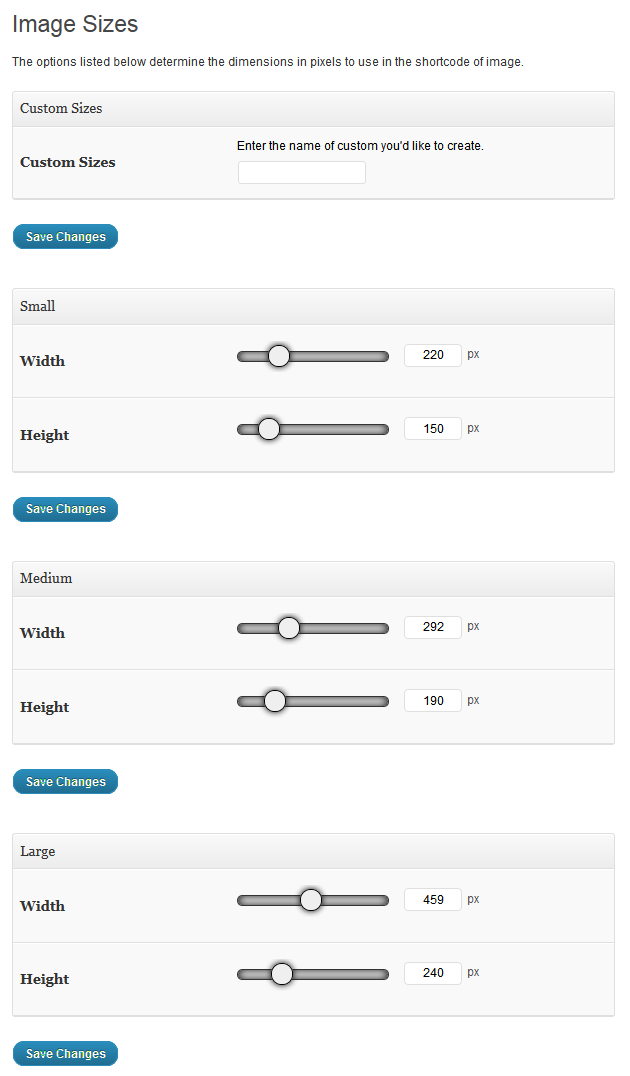 Image Sizes
The options listed below determine the dimensions in pixels to use in the shortcode of image.
Custom Sizes
Enter the name of custom you'd like to create.
Custom Sizes
Save Changes
Small
Width 220 px
Height 150 px
Save Changes
Medium
Width 292 px
Height 190 px
Save Changes
Large
Width 459 px
Height 240 px
Save Changes